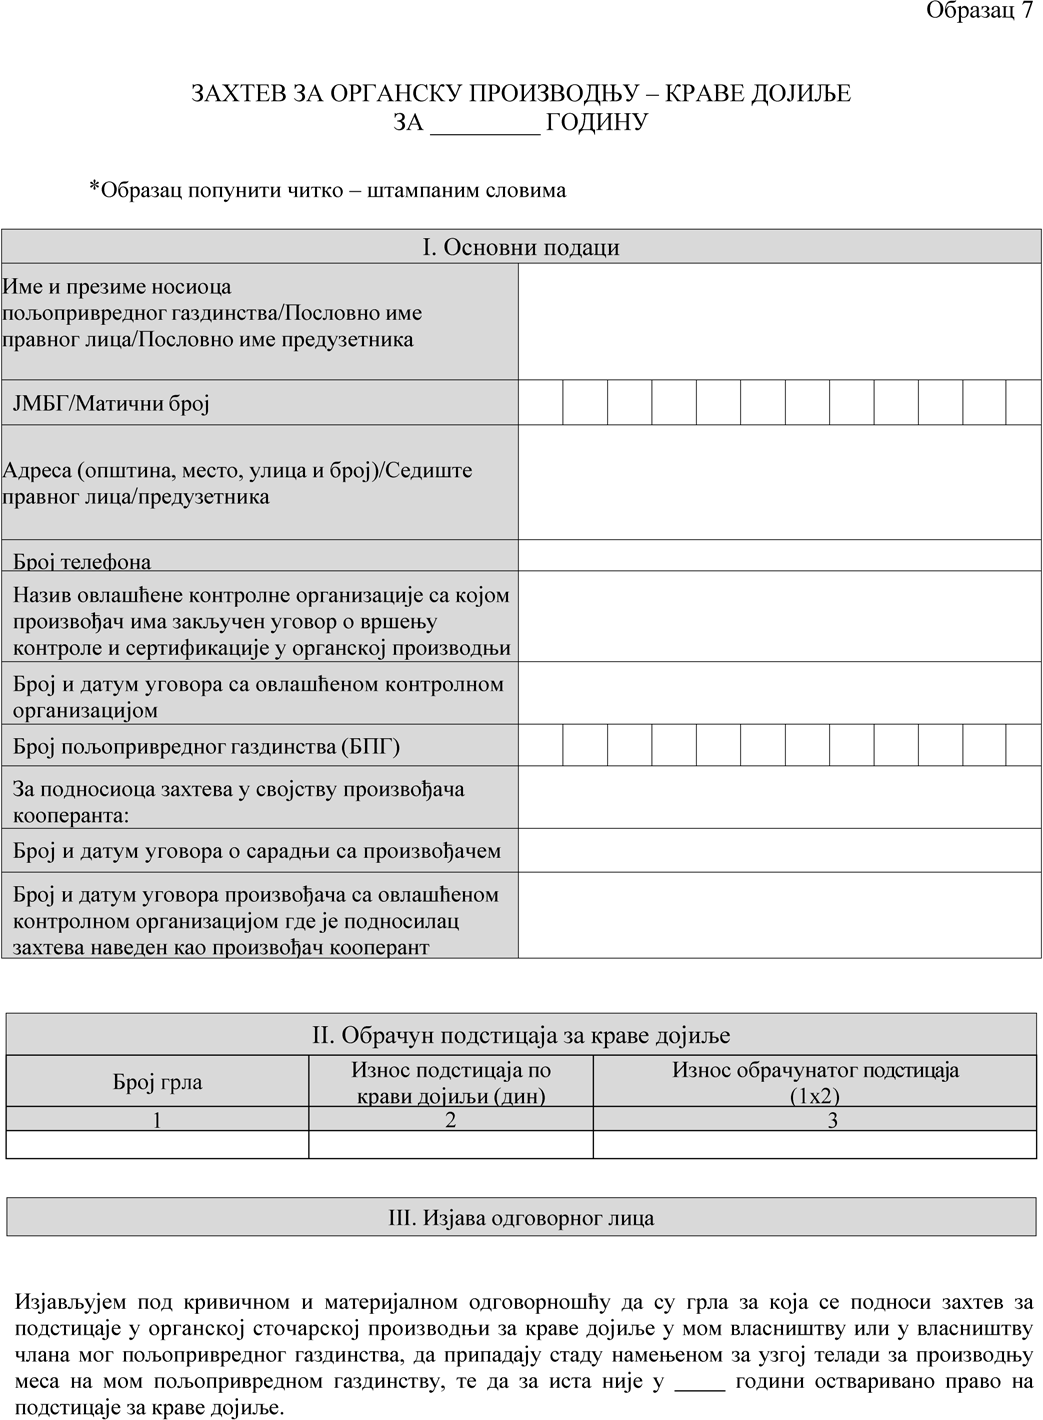 Образац 7
ЗАХТЕВ ЗА ОРГАНСКУ ПРОИЗВОДЊУ – КРАВЕ ДОЈИЉЕ
ЗА _________ ГОДИНУ
*Образац попунити читко – штампаним словима
I. Основни подаци
Име и презиме носиоца
пољопривредног газдинства/Пословно име
правног лица/Пословно име предузетника
ЈМБГ/Матични број
Адреса (општина, место, улица и број)/Седиште
правног лица/предузетника
Број телефона
Назив овлашћене контролне организације са којом
произвођач има закључен уговор о вршењу
контроле и сертификације у органској производњи
Број и датум уговора са овлашћеном контролном
организацијом
Број пољопривредног газдинства (БПГ)
За подносиоца захтева у својству произвођача
кооперанта:
Број и датум уговора о сарадњи са произвођачем
Број и датум уговора произвођача са овлашћеном
контролном организацијом где је подносилац
захтева наведен као произвођач кооперант
II. Обрачун подстицаја за краве дојиље
Број грла
Износ подстицаја по
крави дојиљи (дин)
Износ обрачунатог подстицаја
(1x2)
1
2
3
III. Изјава одговорног лица
Изјављујем под кривичном и материјалном одговорношћу да су грла за која се подноси захтев за
подстицаје у органској сточарској производњи за краве дојиље у мом власништву или у власништву
члана мог пољопривредног газдинства, да припадају стаду намењеном за узгој телади за производњу
меса на мом пољопривредном газдинству, те да за иста није у _____ години остваривано право на
подстицаје за краве дојиље.